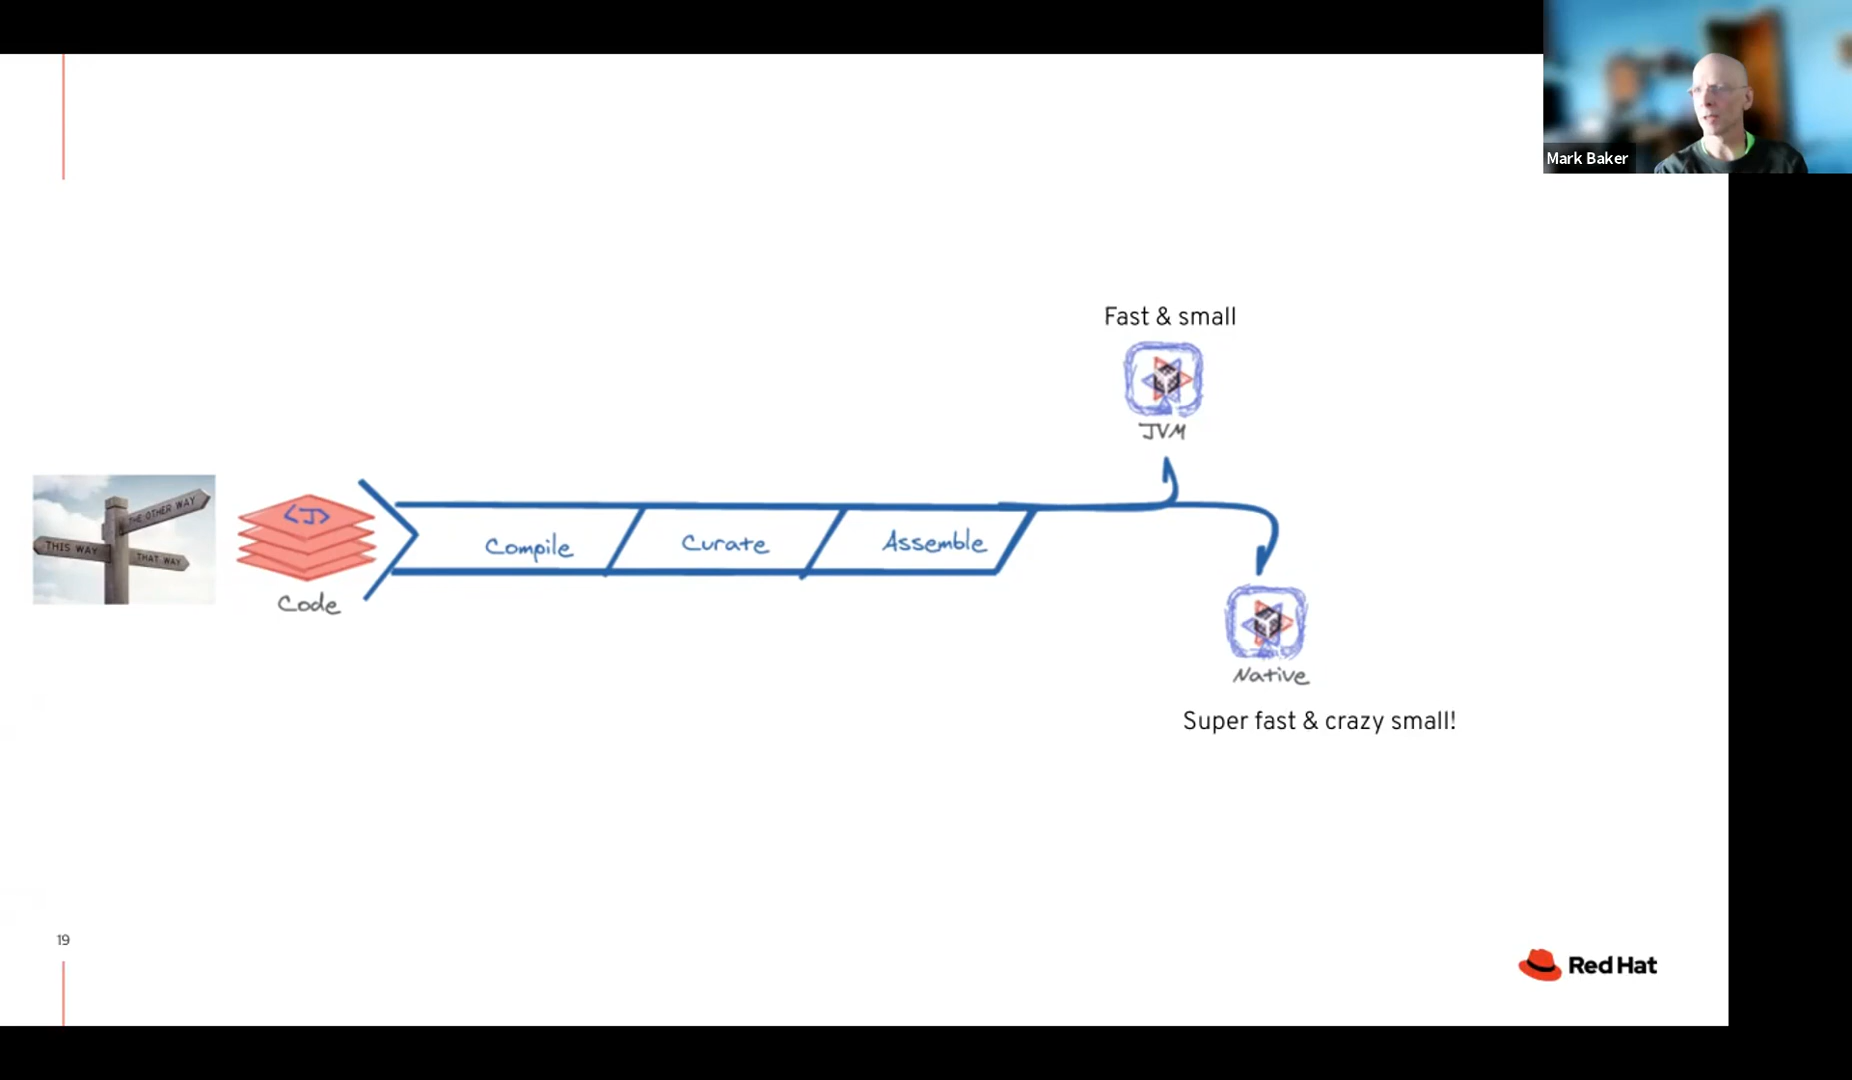 Mark Baker
Fast & small
JVM
THE OTHER WAY
THIS WAY
THAT WAY
<J>
Code
Compile
Curate
Assemble
Native
Super fast & crazy small!
19
Red Hat